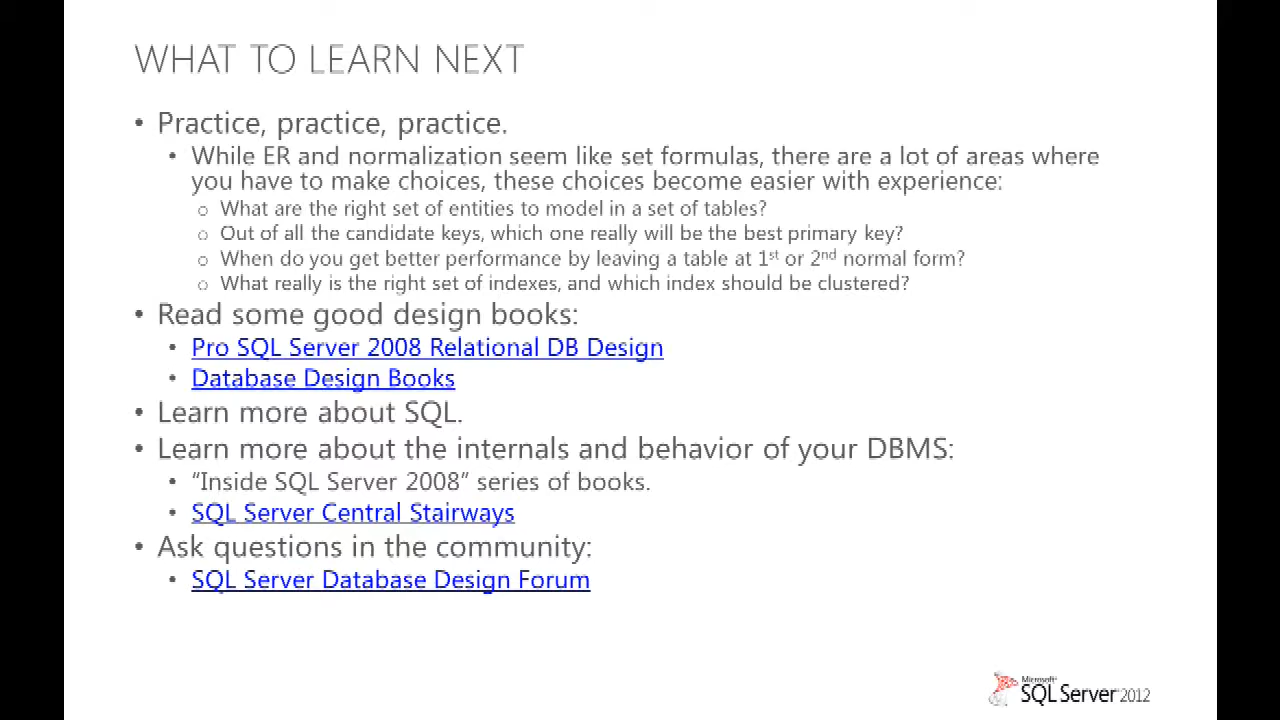 WHAT TO LEARN NEXT
• Practice, practice, practice.
• While ER and normalization seem like set formulas, there are a lot of areas where
you have to make choices, these choices become easier with experience:
o What are the right set of entities to model in a set of tables?
o Out of all the candidate keys, which one really will be the best primary key?
o When do you get better performance by leaving a table at 1st or 2nd normal form?
o What really is the right set of indexes, and which index should be clustered?
• Read some good design books:
• Pro SQL Server 2008 Relational DB Design
• Database Design Books
• Learn more about SQL.
• Learn more about the internals and behavior of your DBMS:
• “Inside SQL Server 2008” series of books.
• SQL Server Central Stairways
• Ask questions in the community:
• SQL Server Database Design Forum
Microsoft®
SQL Server 2012